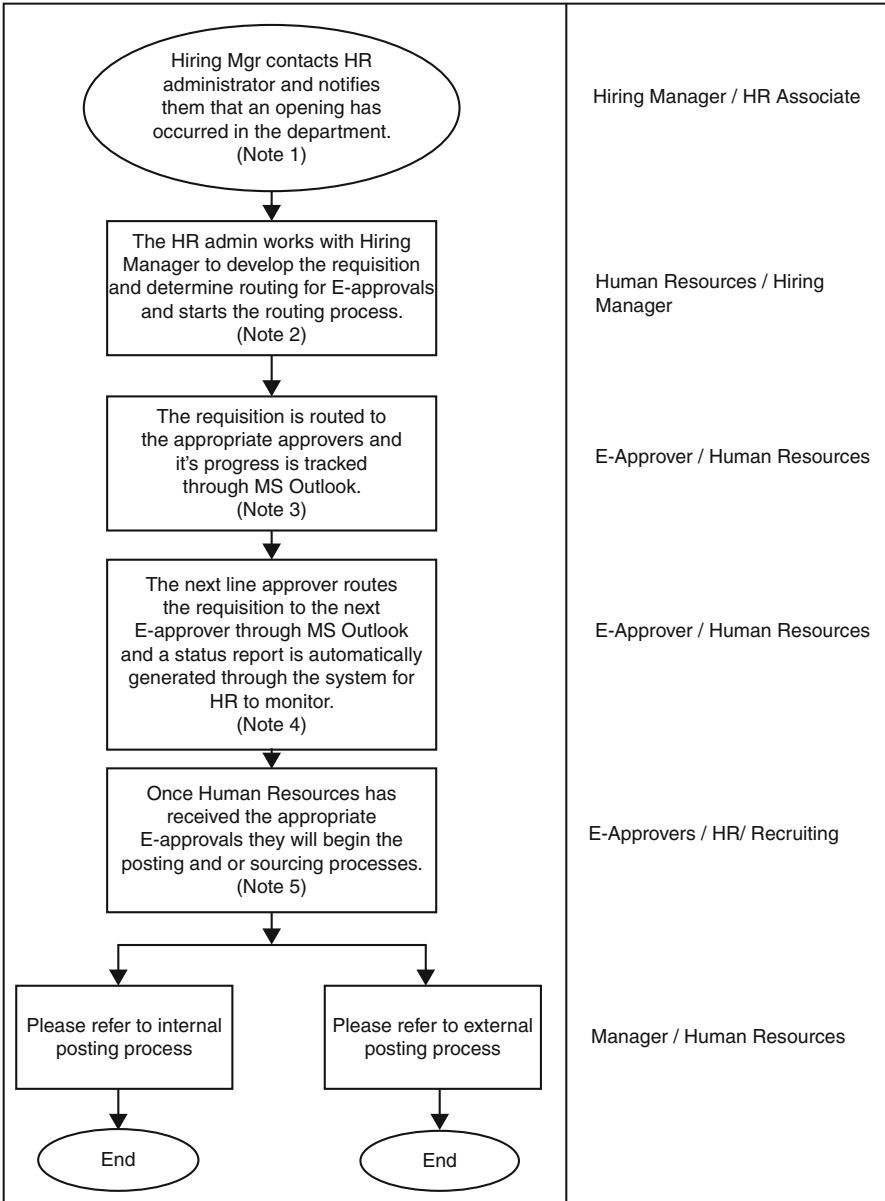 Hiring Mgr contacts HR
administrator and notifies
them that an opening has
occurred in the department.
(Note 1)
Hiring Manager / HR Associate
The HR admin works with Hiring
Manager to develop the requisition
and determine routing for E-approvals
and starts the routing process.
(Note 2)
Human Resources / Hiring
Manager
The requisition is routed to
the appropriate approvers and
it's progress is tracked
through MS Outlook.
(Note 3)
E-Approver / Human Resources
The next line approver routes
the requisition to the next
E-approver through MS Outlook
and a status report is automatically
generated through the system for
HR to monitor.
(Note 4)
E-Approver / Human Resources
Once Human Resources has
received the appropriate
E-approvals they will begin the
posting and or sourcing processes.
(Note 5)
E-Approvers / HR/ Recruiting
Please refer to internal
posting process
Please refer to external
posting process
Manager / Human Resources
End
End